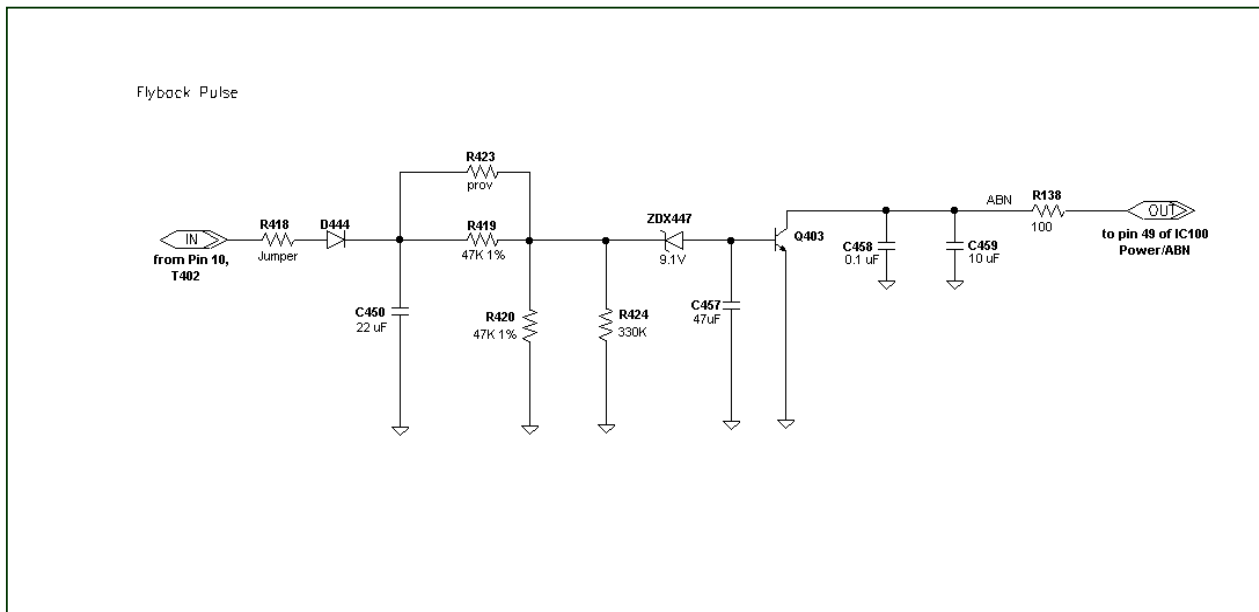 Flyback Pulse
R423
prov
R418
Jumper
D444
R419
47K 1%
ZDX447
9.1V
Q403
ABN
R138
100
IN
OUT
from Pin 10,
T402
to pin 49 of IC100
Power/ABN
C458
0.1 uF
C459
10 uF
C450
22 uF
R420
47K 1%
R424
330K
C457
47uF